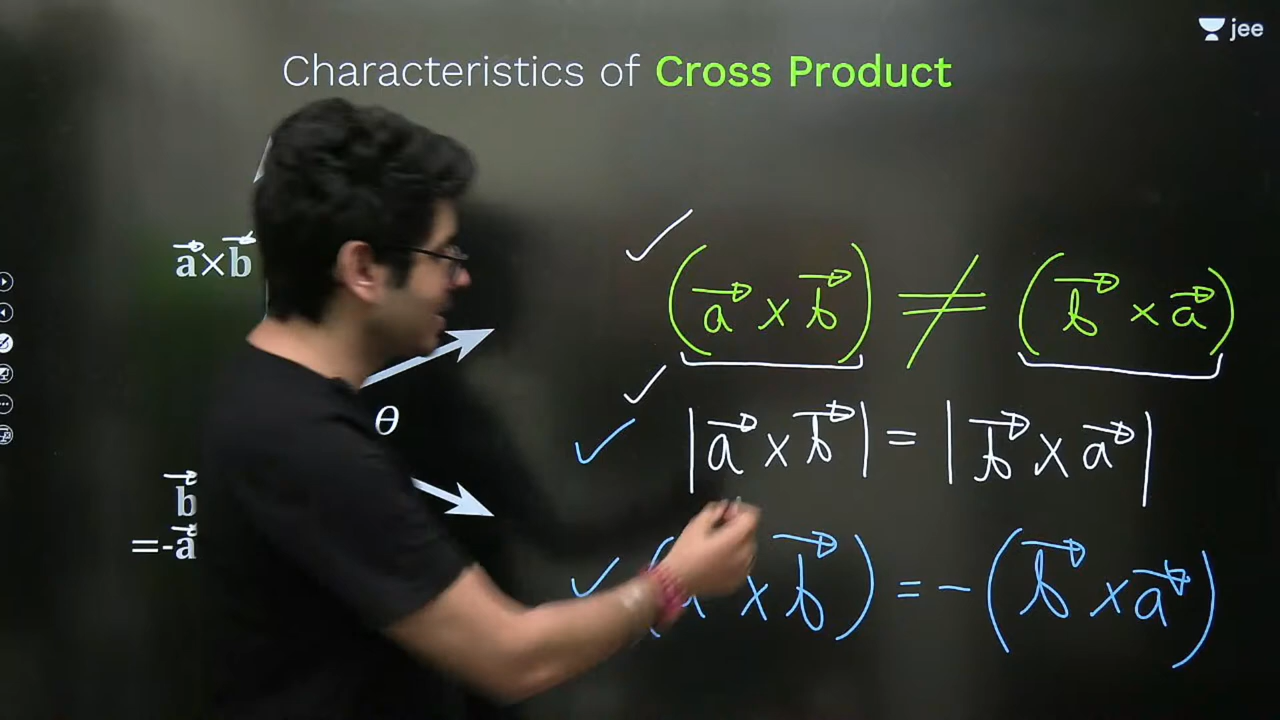 jee
Characteristics of Cross Product
a⃗×b⃗
θ
b⃗
=-a⃗
(a⃗ × b⃗) ≠ (b⃗ × a⃗)
|a⃗ × b⃗| = |b⃗ × a⃗|
(a⃗ × b⃗) = -(b⃗ × a⃗)